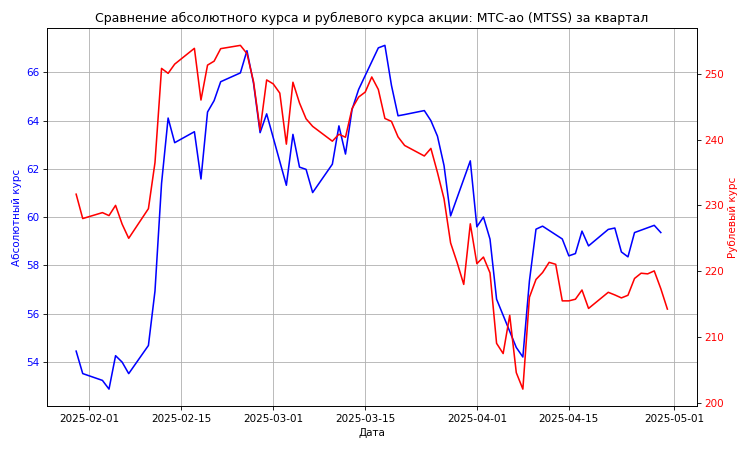 Сравнение абсолютного курса и рублевого курса акции: МТС-ао (MTSS) за квартал
Абсолютный курс
66
64
62
60
58
56
54
250
240
230
220
210
200
Рублевый курс
2025-02-01 2025-02-15 2025-03-01 2025-03-15 2025-04-01 2025-04-15 2025-05-01
Дата